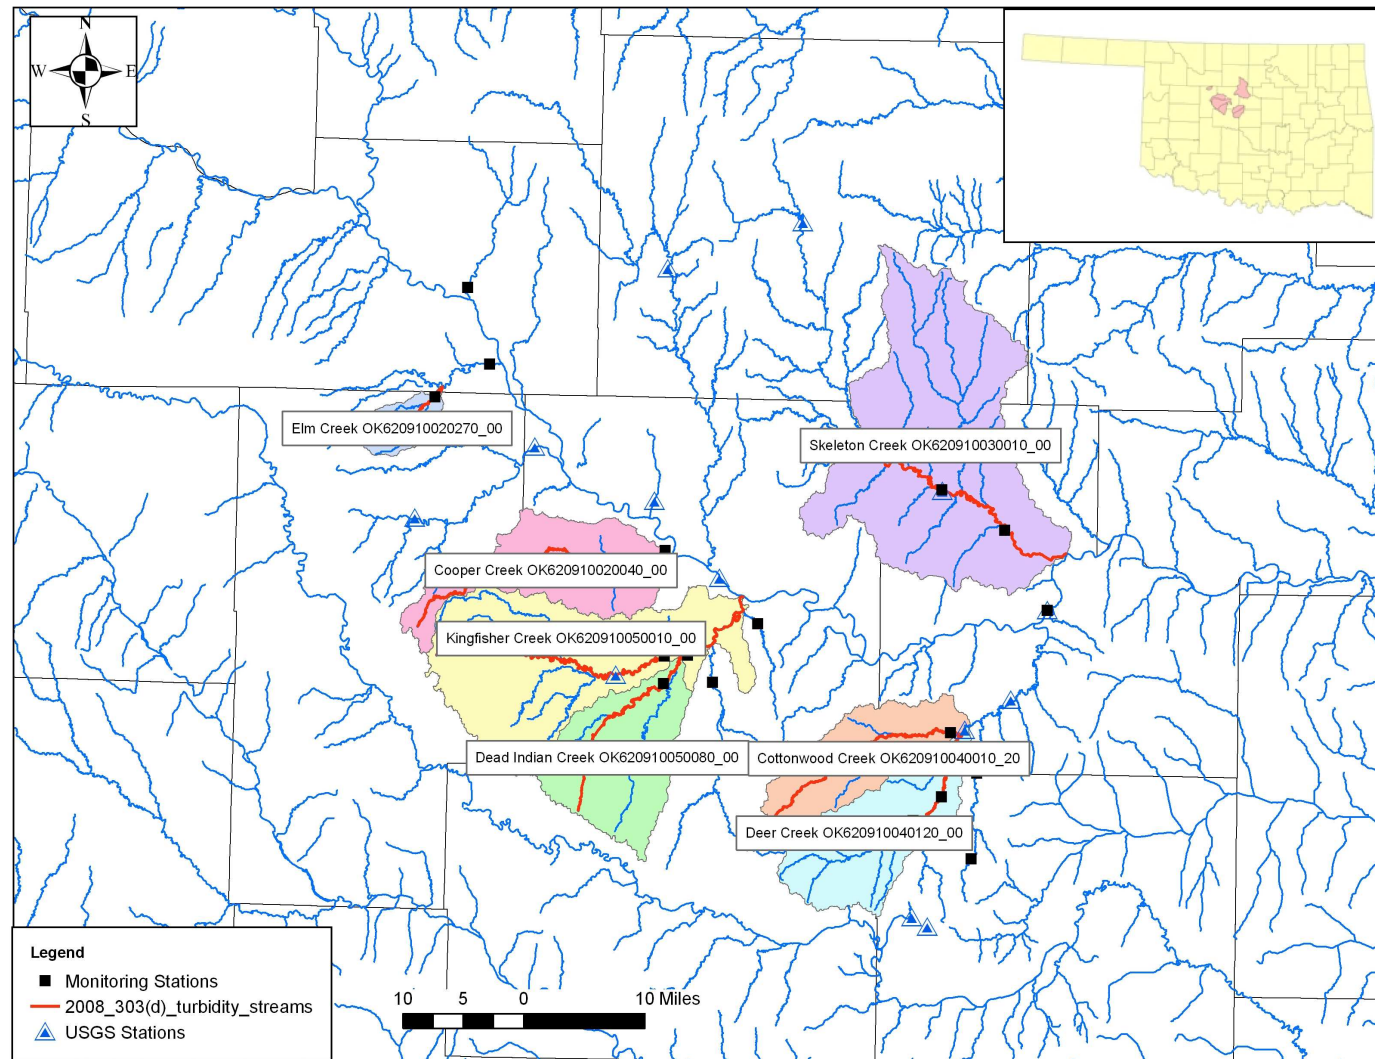 N
W E
S
Elm Creek OK620910020270_00
Skeleton Creek OK620910030010_00
Cooper Creek OK620910020040_00
Kingfisher Creek OK620910050010_00
Dead Indian Creek OK620910050080_00
Cottonwood Creek OK620910040010_20
Deer Creek OK620910040120_00
Legend
Monitoring Stations
2008_303(d)_turbidity_streams
USGS Stations
10 5 0 10 Miles